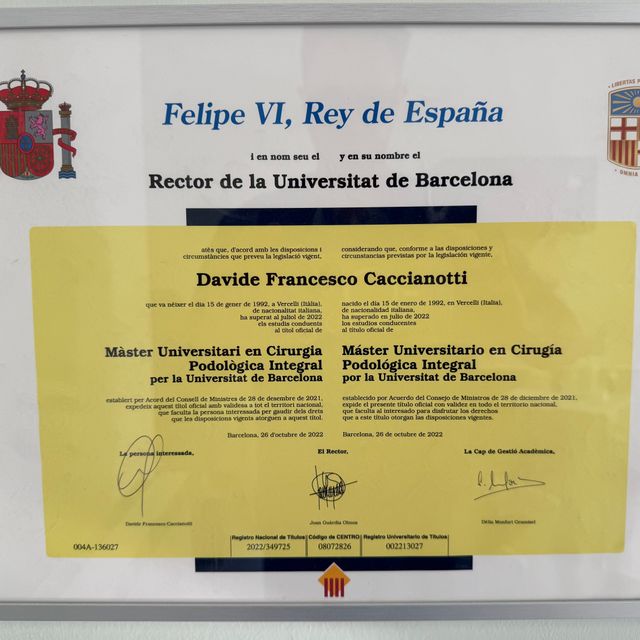 LIBERTAS P
OMNIA
Felipe VI, Rey de España
i en nom seu el
y en su nombre el
Rector de la Universitat de Barcelona
atès que, d'acord amb les disposicions i
circumstàncies que preveu la legislació vigent,
considerando que, conforme a las disposiciones y
circunstancias previstas por la legislación vigente,
Davide Francesco Caccianotti
que va néixer el dia 15 de gener de 1992, a Vercelli (Itàlia),
de nacionalitat italiana,
ha superat al juliol de 2022
els estudis conduents
al títol oficial de
nacido el día 15 de enero de 1992, en Vercelli (Italia),
de nacionalidad italiana,
ha superado en julio de 2022
los estudios conducentes
al título oficial de
Màster Universitari en Cirurgia
Podològica Integral
per la Universitat de Barcelona
Máster Universitario en Cirugía
Podológica Integral
por la Universitat de Barcelona
establert per Acord del Consell de Ministres de 28 de desembre de 2021,
expedeix aquest títol oficial amb validesa a tot el territori nacional,
que faculta la persona interessada per gaudir dels drets
que les disposicions vigents atorguen a aquest títol.
establecido por Acuerdo del Consejo de Ministros de 28 de diciembre de 2021,
expide el presente título oficial con validez en todo el territorio nacional,
que faculta al interesado para disfrutar los derechos
que a este título otorgan las disposiciones vigentes.
Barcelona, 26 d'octubre de 2022
Barcelona, 26 de octubre de 2022
La persona interessada,
El Rector,
La Cap de Gestió Acadèmica,
Davide Francesco Caccianotti
Joan Guàrdia Olmos
Dèlia Monfort
004A-136027
Registro Nacional de Títulos
Código de CENTRO
Registro Universitario de Títulos
2022/349725
08072826
002213027